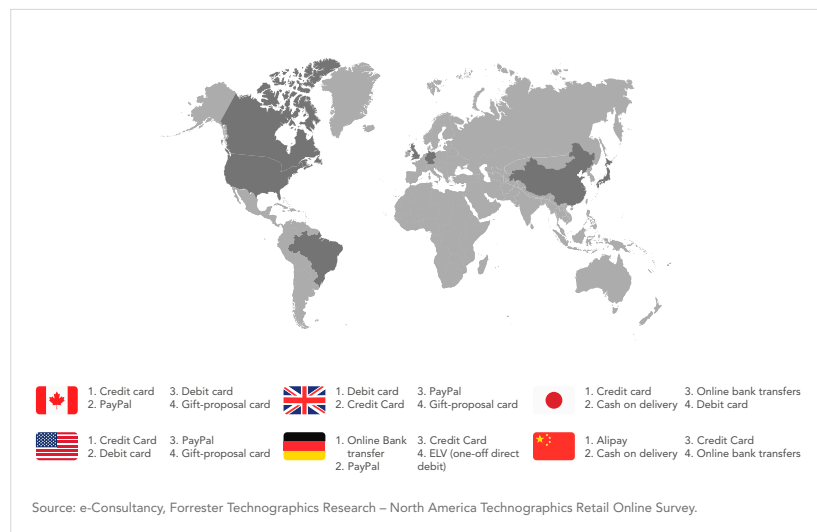 1. Credit card
2. PayPal
3. Debit card
4. Gift-proposal card
1. Debit card
2. Credit Card
3. PayPal
4. Gift-proposal card
1. Credit card
2. Cash on delivery
3. Online bank transfers
4. Debit card
1. Credit Card
2. Debit card
3. PayPal
4. Gift-proposal card
1. Online Bank
transfer
2. PayPal
3. Credit Card
4. ELV (one-off direct
debit)
1. Alipay
2. Cash on delivery
3. Credit Card
4. Online bank transfers
Source: e-Consultancy, Forrester Technographics Research – North America Technographics Retail Online Survey.